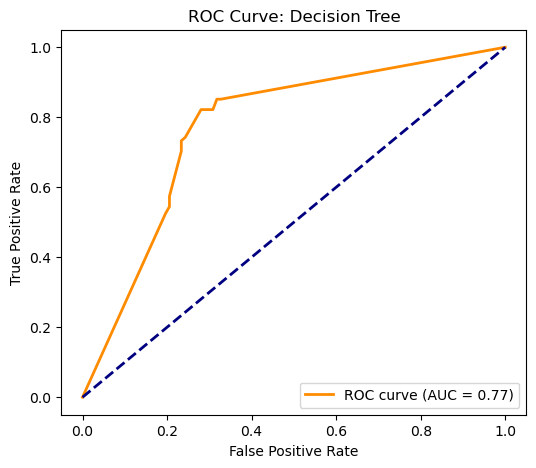 ROC Curve: Decision Tree
True Positive Rate
1.0
0.8
0.6
0.4
0.2
0.0
ROC curve (AUC = 0.77)
0.0 0.2 0.4 0.6 0.8 1.0
False Positive Rate